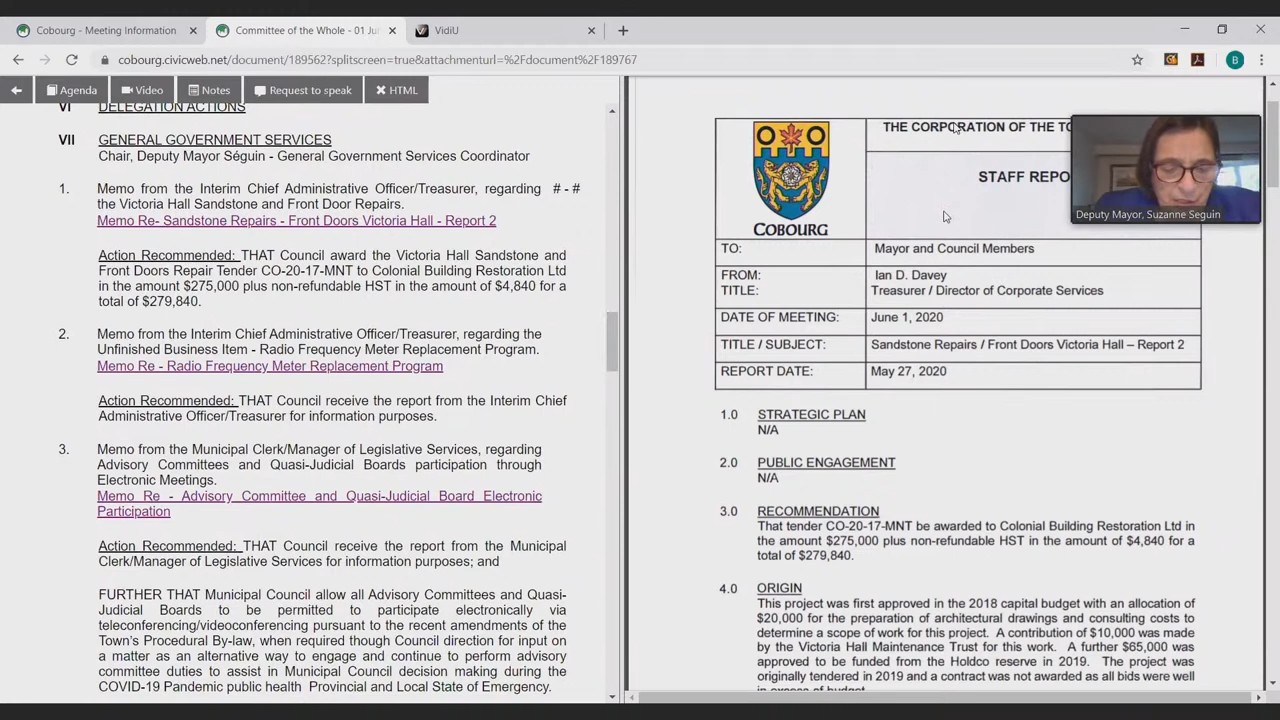 Cobourg - Meeting Information
Committee of the Whole - 01 Ju
VidiU
cobourg.civicweb.net/document/189562?splitscreen=true&attachmenturl=%2Fdocument%2F189767
B
Agenda
Video
Notes
Request to speak
HTML
VI DELEGATION ACTIONS
VII GENERAL GOVERNMENT SERVICES
Chair, Deputy Mayor Séguin - General Government Services Coordinator
1. Memo from the Interim Chief Administrative Officer/Treasurer, regarding # - #
the Victoria Hall Sandstone and Front Door Repairs.
Memo Re- Sandstone Repairs - Front Doors Victoria Hall - Report 2
Action Recommended: THAT Council award the Victoria Hall Sandstone and
Front Doors Repair Tender CO-20-17-MNT to Colonial Building Restoration Ltd
in the amount $275,000 plus non-refundable HST in the amount of $4,840 for a
total of $279,840.
2. Memo from the Interim Chief Administrative Officer/Treasurer, regarding the
Unfinished Business Item - Radio Frequency Meter Replacement Program.
Memo Re - Radio Frequency Meter Replacement Program
Action Recommended: THAT Council receive the report from the Interim Chief
Administrative Officer/Treasurer for information purposes.
3. Memo from the Municipal Clerk/Manager of Legislative Services, regarding
Advisory Committees and Quasi-Judicial Boards participation through
Electronic Meetings.
Memo Re - Advisory Committee and Quasi-Judicial Board Electronic
Participation
Action Recommended: THAT Council receive the report from the Municipal
Clerk/Manager of Legislative Services for information purposes; and
FURTHER THAT Municipal Council allow all Advisory Committees and Quasi-
Judicial Boards to be permitted to participate electronically via
teleconferencing/videoconferencing pursuant to the recent amendments of the
Town's Procedural By-law, when required though Council direction for input on
a matter as an alternative way to engage and continue to perform advisory
committee duties to assist in Municipal Council decision making during the
COVID-19 Pandemic public health Provincial and Local State of Emergency.
COBOURG
THE CORPORATION OF THE TO
STAFF REPO
Deputy Mayor, Suzanne Seguin
TO: Mayor and Council Members
FROM: Ian D. Davey
TITLE: Treasurer / Director of Corporate Services
DATE OF MEETING: June 1, 2020
TITLE / SUBJECT: Sandstone Repairs / Front Doors Victoria Hall – Report 2
REPORT DATE: May 27, 2020
1.0 STRATEGIC PLAN
N/A
2.0 PUBLIC ENGAGEMENT
N/A
3.0 RECOMMENDATION
That tender CO-20-17-MNT be awarded to Colonial Building Restoration Ltd in
the amount $275,000 plus non-refundable HST in the amount of $4,840 for a
total of $279,840.
4.0 ORIGIN
This project was first approved in the 2018 capital budget with an allocation of
$20,000 for the preparation of architectural drawings and consulting costs to
determine a scope of work for this project. A contribution of $10,000 was made
by the Victoria Hall Maintenance Trust for this work. A further $65,000 was
approved to be funded from the Holdco reserve in 2019. The project was
originally tendered in 2019 and a contract was not awarded as all bids were well
in excess of budget